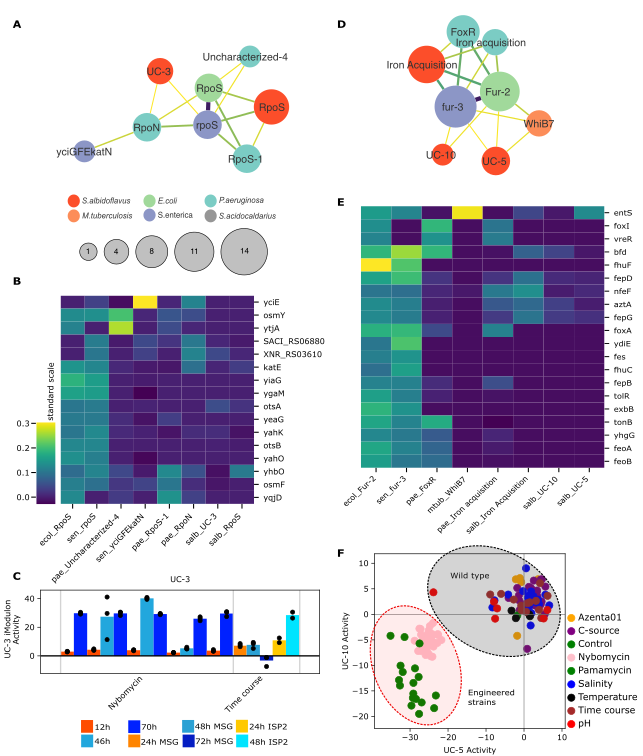 A
Uncharacterized-4
UC-3
RpoS
RpoS
RpoN
rpoS
yciGFEkatN
RpoS-1
S.albidoflavus
E.coli
P.aeruginosa
M.tuberculosis
S.enterica
S.acidocaldarius
1
4
8
11
14
B
yciE
osmY
ytjA
SACI_RS06880
XNR_RS03610
katE
yiaG
ygaM
otsA
yeaG
yahK
otsB
yahO
yhbO
osmF
yqjD
standard scale
0.3
0.2
0.1
0.0
ecol_RpoS
sen_rpoS
pae_Uncharacterized-4
sen_yciGFEkatN
pae_RpoS-1
pae_RpoN
salb_UC-3
salb_RpoS
C
UC-3
UC-3 iModulon Activity
40
20
0
Nybomycin
Time course
12h
70h
48h MSG
24h ISP2
46h
24h MSG
72h MSG
48h ISP2
D
FoxR
Iron acquisition
Iron Acquisition
Fur-2
fur-3
WhiB7
UC-10
UC-5
E
entS
foxI
vreR
bfd
fhuF
fepD
nfeF
aztA
fepG
foxA
ydiE
fes
fhuC
fepB
tolR
exbB
tonB
yhgG
feoA
feoB
ecol_Fur-2
sen_fur-3
pae_FoxR
mtub_WhiB7
pae_Iron acquisition
salb_Iron Acquisition
salb_UC-10
salb_UC-5
F
UC-10 Activity
10
5
0
−5
−10
−15
−20
−30
−20
−10
0
10
UC-5 Activity
Wild type
Engineered
strains
Azenta01
C-source
Control
Nybomycin
Pamamycin
Salinity
Temperature
Time course
pH